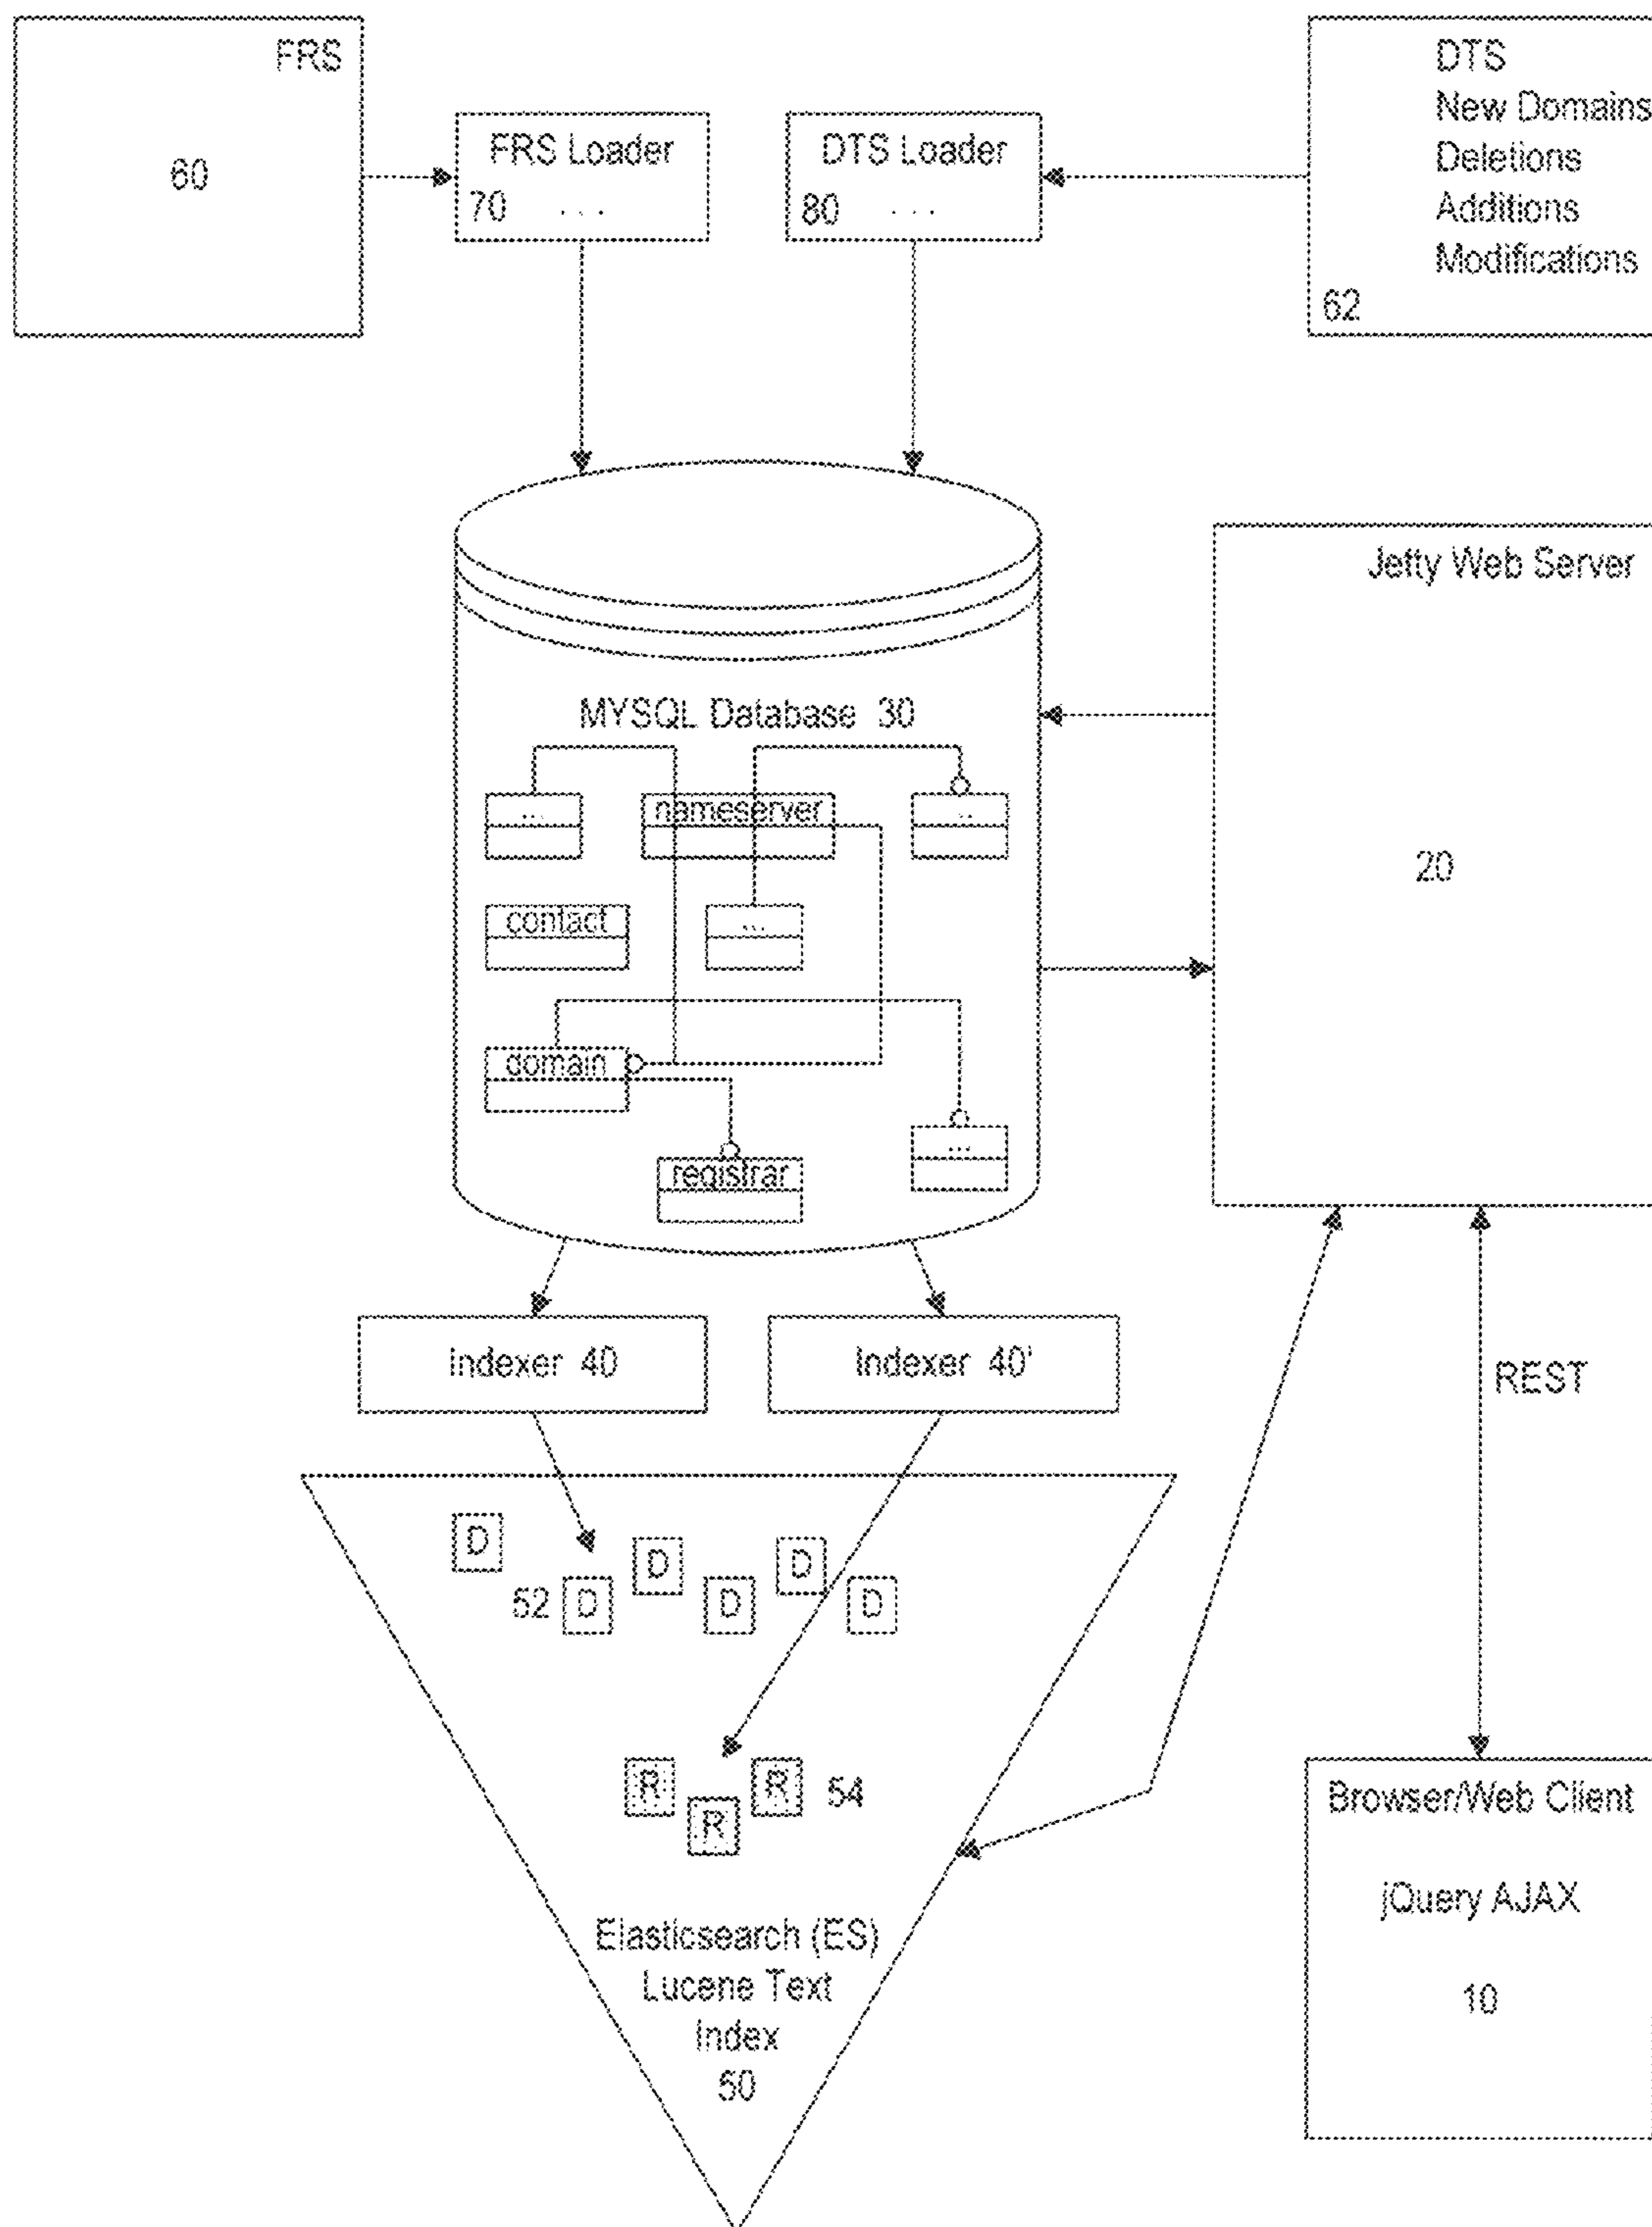 FRS
60
FRS Loader
70 ...
DTS Loader
80 ...
DTS
New Domains
Deletions
Additions
Modifications
62
Jetty Web Server
20
MYSQL Database 30
...
nameserver
...
contact
...
domain
...
registrar
Indexer 40
Indexer 40'
REST
D
D
D
52 D
D
D
R
R
54
R
Elasticsearch (ES)
Lucene Text
Index
50
Browser/Web Client
jQuery AJAX
10